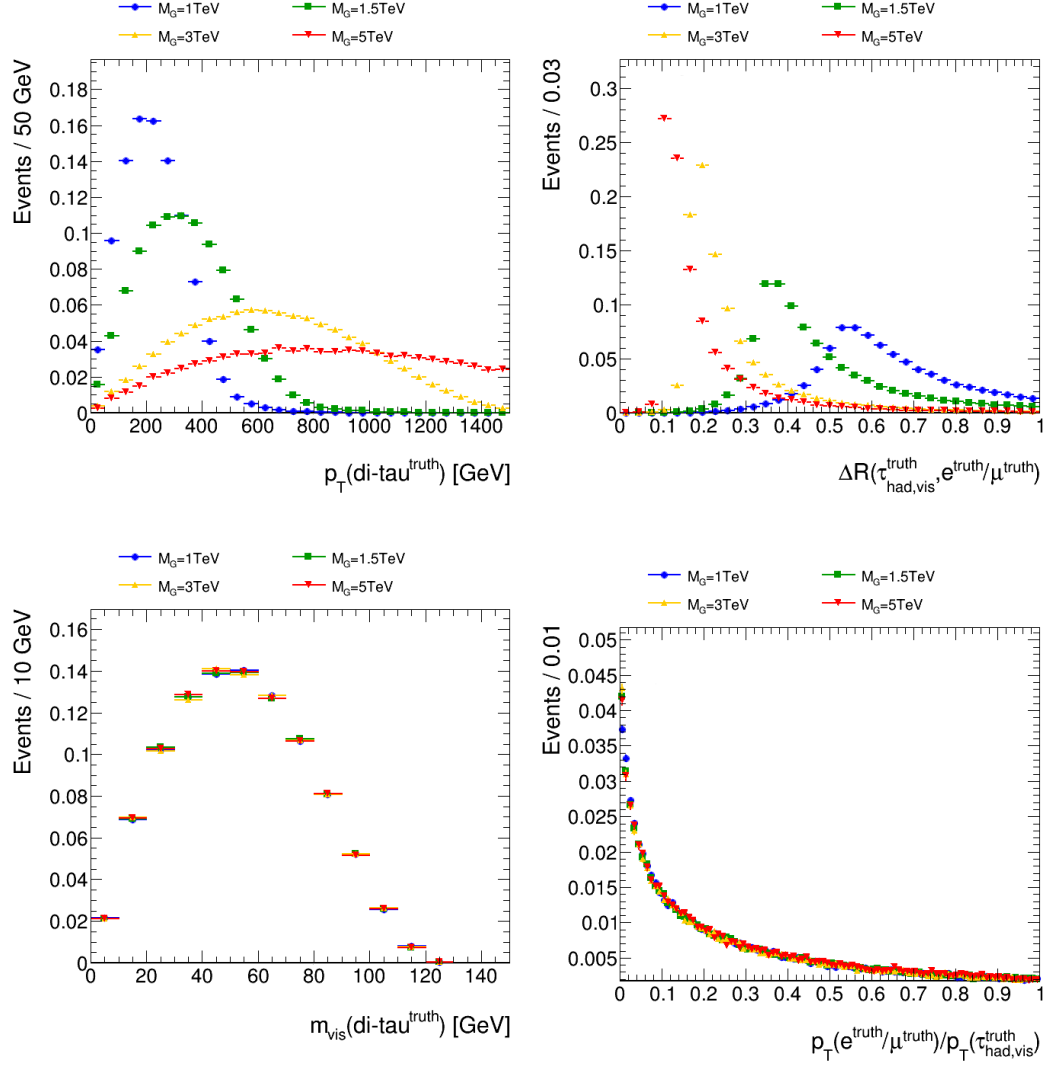 M_G=1TeV M_G=1.5TeV
M_G=3TeV M_G=5TeV
Events / 50 GeV
0.18
0.16
0.14
0.12
0.1
0.08
0.06
0.04
0.02
0
0 200 400 600 800 1000 1200 1400
p_T(di-tau^truth) [GeV]
M_G=1TeV M_G=1.5TeV
M_G=3TeV M_G=5TeV
Events / 0.03
0.3
0.25
0.2
0.15
0.1
0.05
0
0 0.1 0.2 0.3 0.4 0.5 0.6 0.7 0.8 0.9 1
ΔR(τ^truth_had,vis,e^truth/μ^truth)
M_G=1TeV M_G=1.5TeV
M_G=3TeV M_G=5TeV
Events / 10 GeV
0.16
0.14
0.12
0.1
0.08
0.06
0.04
0.02
0
0 20 40 60 80 100 120 140
m_vis(di-tau^truth) [GeV]
M_G=1TeV M_G=1.5TeV
M_G=3TeV M_G=5TeV
Events / 0.01
0.05
0.045
0.04
0.035
0.03
0.025
0.02
0.015
0.01
0.005
0 0.1 0.2 0.3 0.4 0.5 0.6 0.7 0.8 0.9 1
p_T(e^truth/μ^truth)/p_T(τ^truth_had,vis)